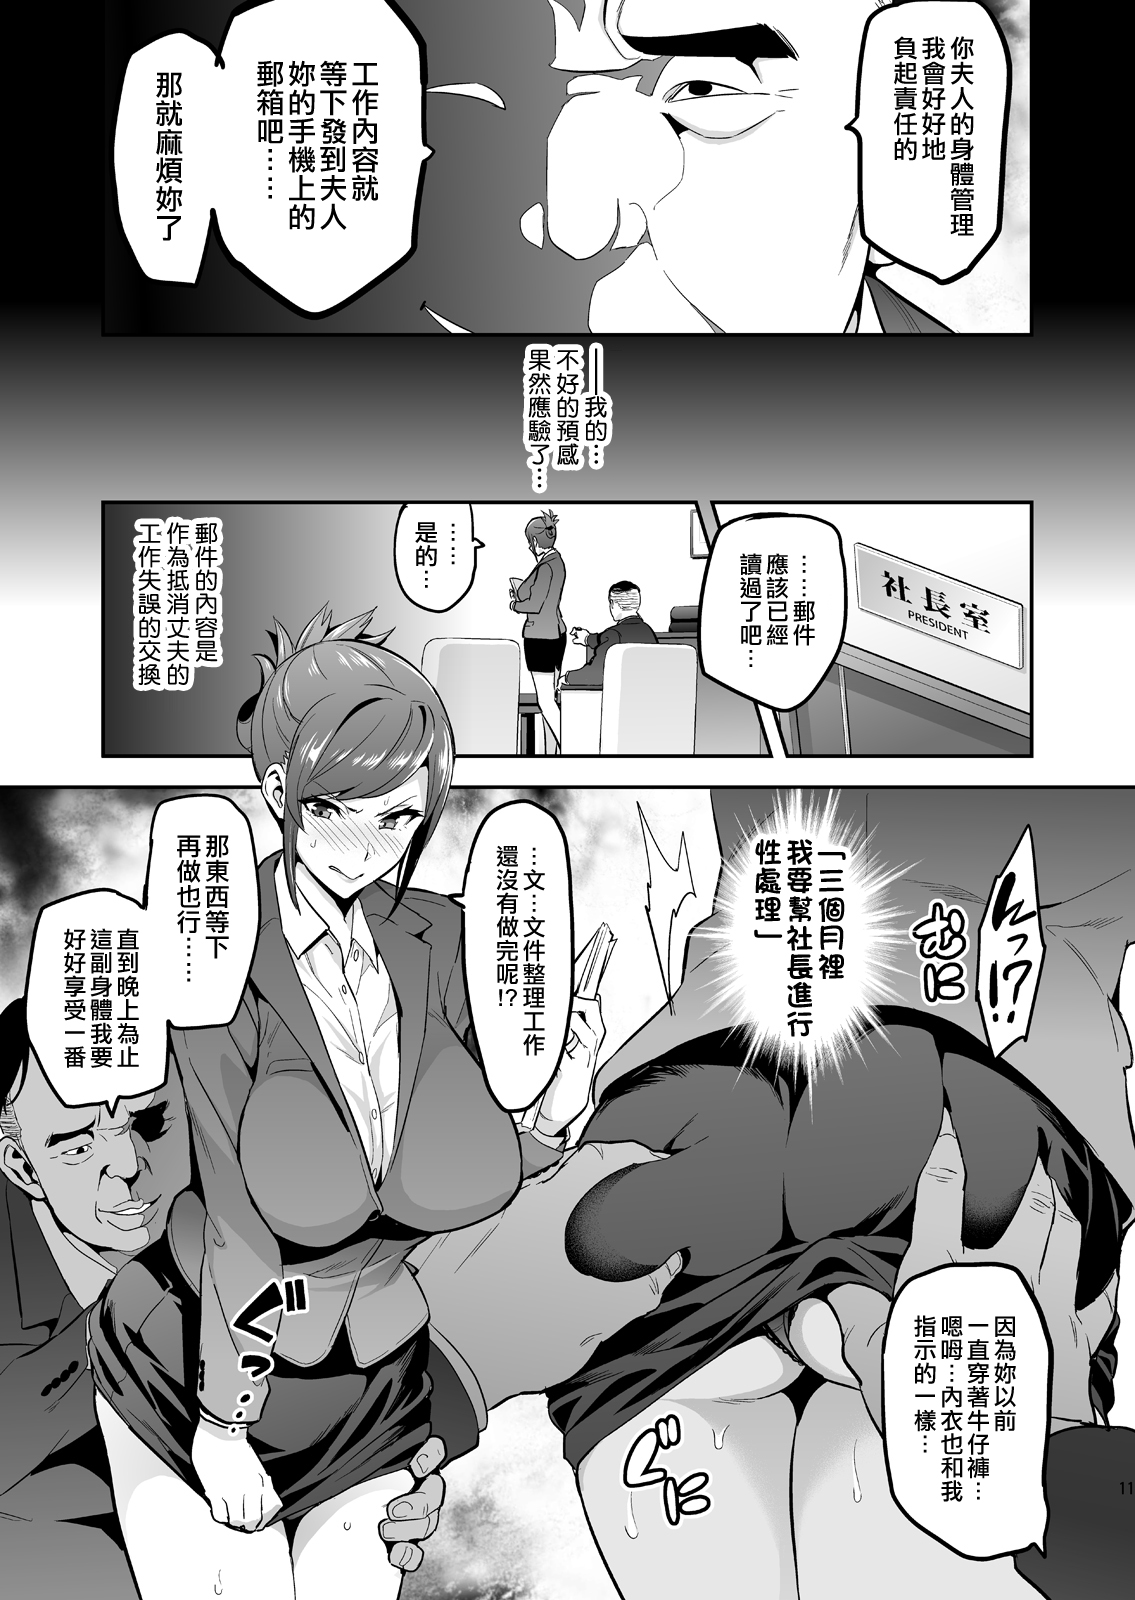 你夫人的身體管理
我會好好地
負起責任的
工作內容就
等下發到夫人
妳的手機上的
郵箱吧……
那就麻煩妳了
──我的…
不好的預感
果然應驗了…
社長室
PRESIDENT
……郵件
應該已經
讀過了吧…
……
是的…
郵件的內容是
作為抵消丈夫的
工作失誤的交換
「三個月裡
我要幫社長進行
性處理」
んっ!?
むに
…文…文件整理工作
還沒有做完呢!?
那東西等下
再做也行……
直到晚上為止
這副身體我要
好好享受一番
因為妳以前
一直穿著牛仔褲…
嗯呣…內衣也和我
指示的一樣…
ぐっ…
ぐに
11